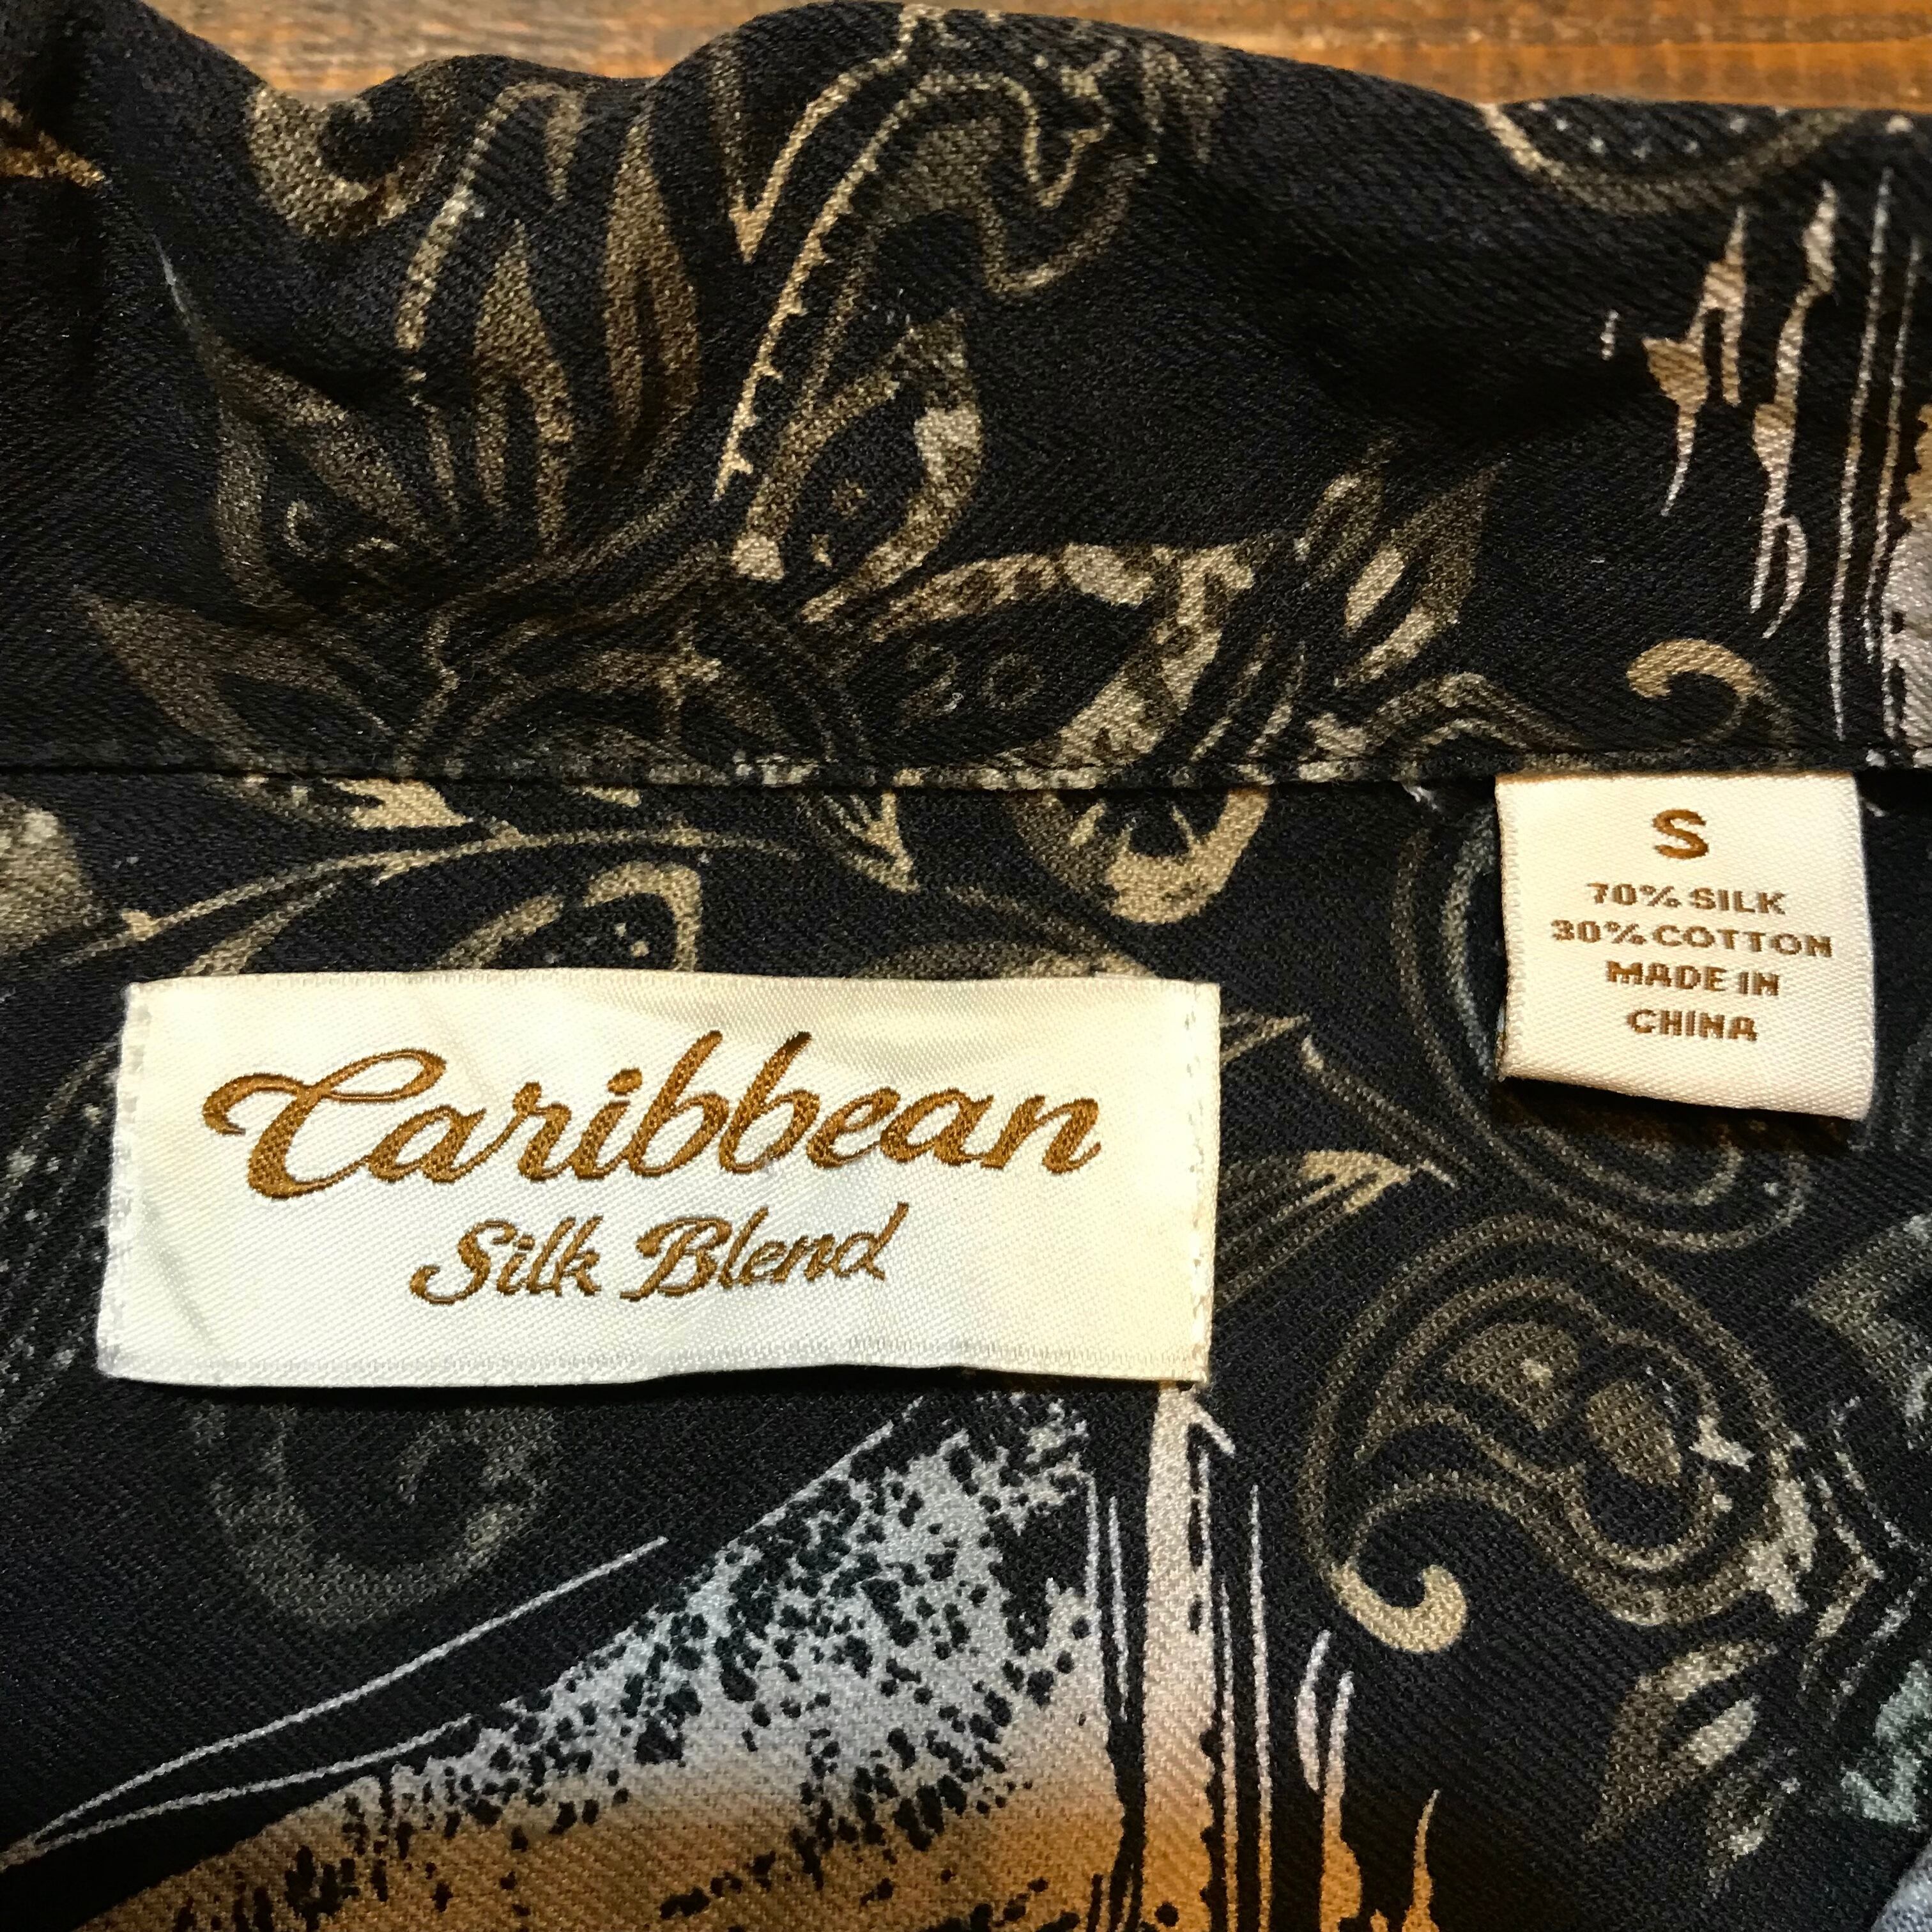 Caribbean
Silk Blend
S
70% SILK
30% COTTON
MADE IN
CHINA